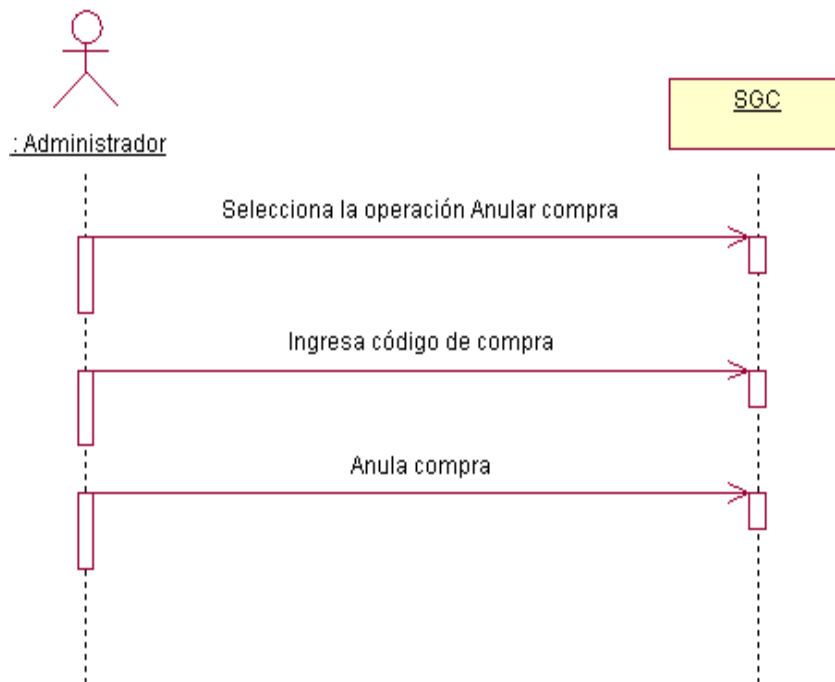 SGC
: Administrador
Selecciona la operación Anular compra
Ingresa código de compra
Anula compra